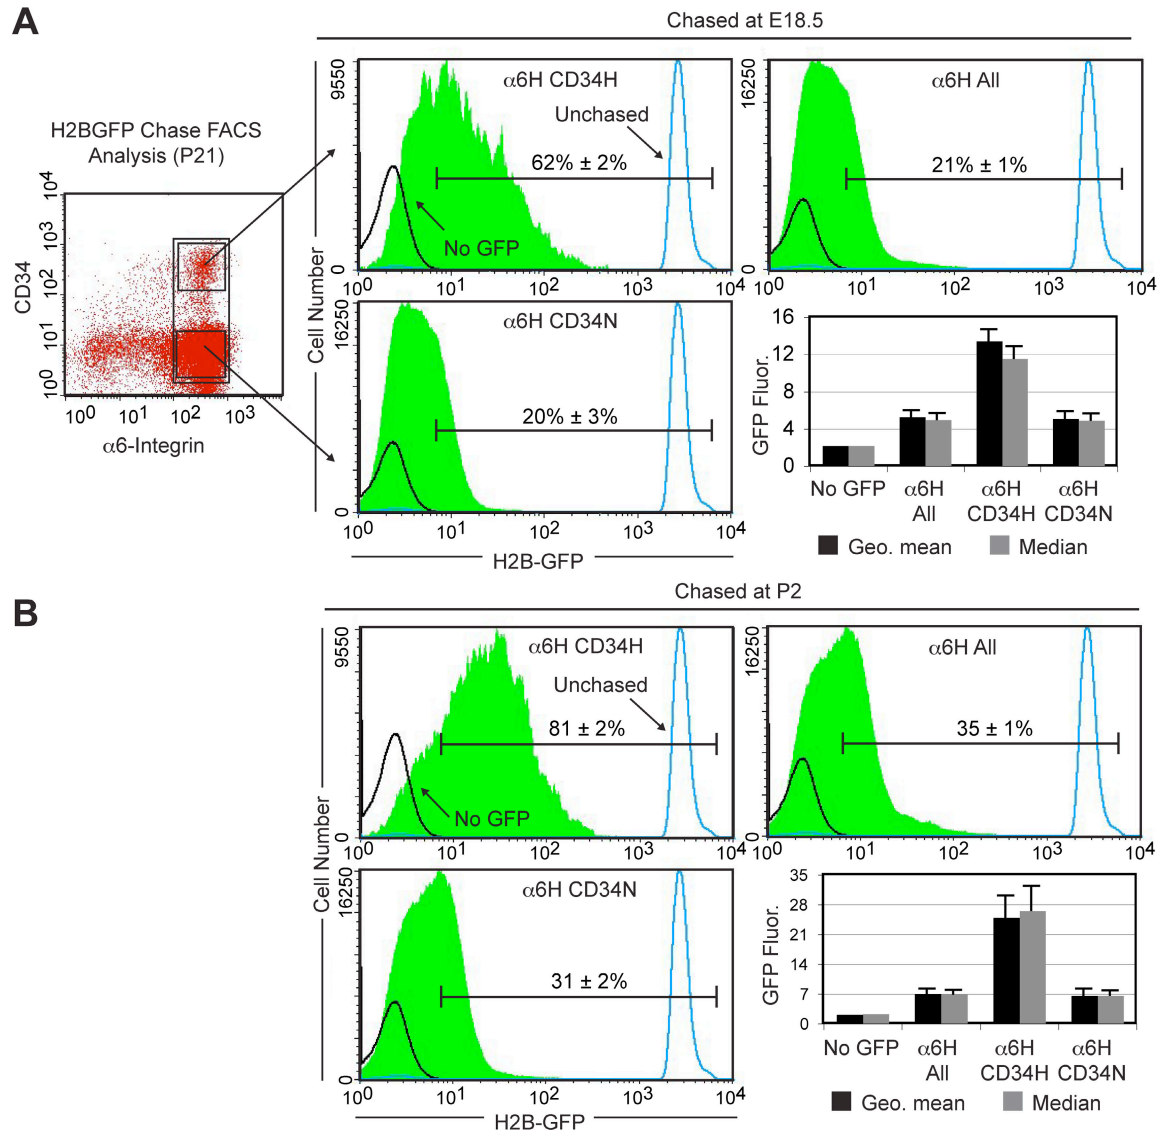 A
Chased at E18.5
H2BGFP Chase FACS
Analysis (P21)
CD34
10⁴
10³
10²
10¹
10⁰
10⁰ 10¹ 10² 10³
α6-Integrin
Cell Number
9550
0
α6H CD34H
Unchased
62% ± 2%
No GFP
10⁰ 10¹ 10² 10³ 10⁴
16250
0
α6H All
21% ± 1%
10⁰ 10¹ 10² 10³ 10⁴
16250
0
α6H CD34N
20% ± 3%
10⁰ 10¹ 10² 10³ 10⁴
H2B-GFP
GFP Fluor.
16
12
8
4
0
No GFP α6H α6H α6H
All CD34H CD34N
Geo. mean Median
B
Chased at P2
Cell Number
9550
0
α6H CD34H
Unchased
81 ± 2%
No GFP
10⁰ 10¹ 10² 10³ 10⁴
16250
0
α6H All
35 ± 1%
10⁰ 10¹ 10² 10³ 10⁴
16250
0
α6H CD34N
31 ± 2%
10⁰ 10¹ 10² 10³ 10⁴
H2B-GFP
GFP Fluor.
35
28
21
14
7
0
No GFP α6H α6H α6H
All CD34H CD34N
Geo. mean Median